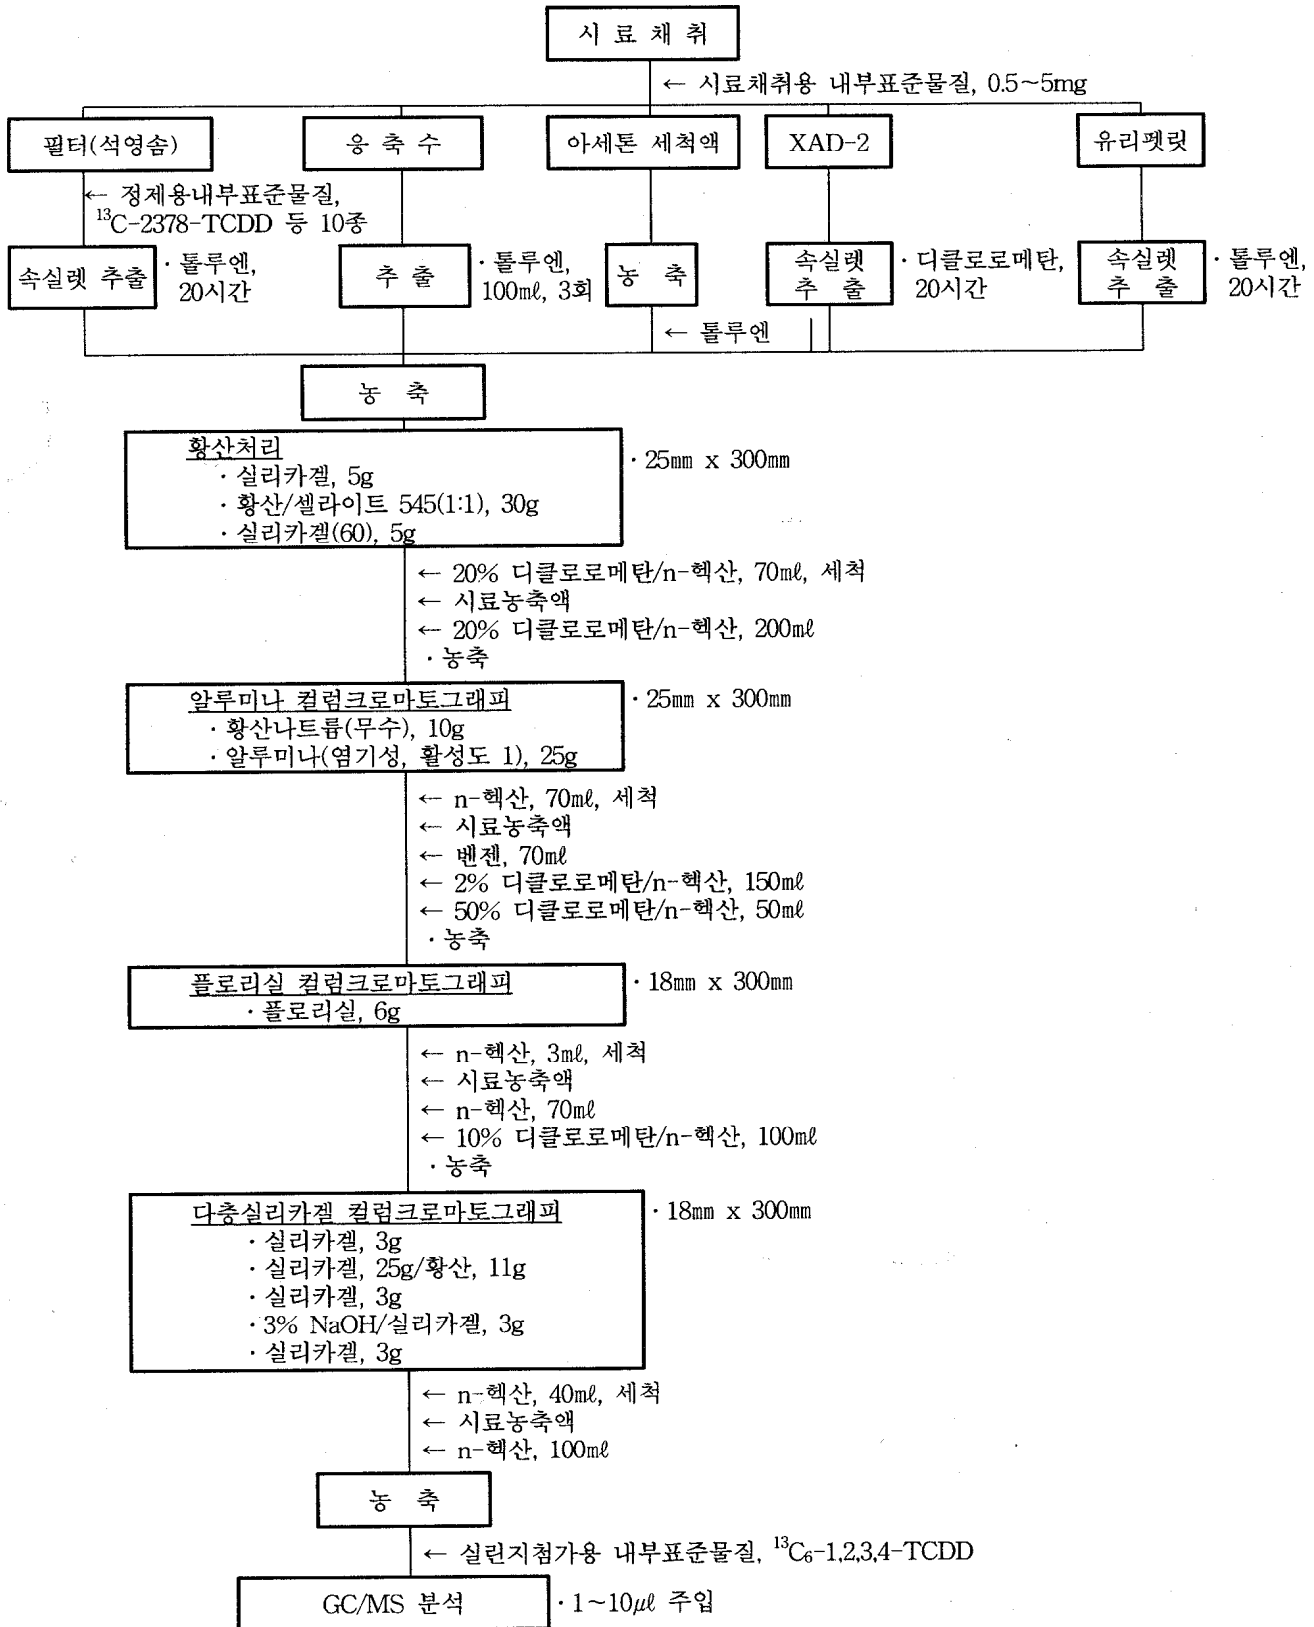 시 료 채 취
← 시료채취용 내부표준물질, 0.5~5mg
필터(석영솜)
응 축 수
아세톤 세척액
XAD-2
유리펫릿
← 정제용내부표준물질,
¹³C-2378-TCDD 등 10종
속실렛 추출
· 톨루엔,
20시간
추 출
· 톨루엔,
100㎖, 3회
농 축
속실렛
추 출
· 디클로로메탄,
20시간
속실렛
추 출
· 톨루엔,
20시간
← 톨루엔
농 축
황산처리
· 25㎜ x 300㎜
· 실리카겔, 5g
· 황산/셀라이트 545(1:1), 30g
· 실리카겔(60), 5g
← 20% 디클로로메탄/n-헥산, 70㎖, 세척
← 시료농축액
← 20% 디클로로메탄/n-헥산, 200㎖
· 농축
알루미나 컬럼크로마토그래피
· 25㎜ x 300㎜
· 황산나트륨(무수), 10g
· 알루미나(염기성, 활성도 1), 25g
← n-헥산, 70㎖, 세척
← 시료농축액
← 벤젠, 70㎖
← 2% 디클로로메탄/n-헥산, 150㎖
← 50% 디클로로메탄/n-헥산, 50㎖
· 농축
플로리실 컬럼크로마토그래피
· 18㎜ x 300㎜
· 플로리실, 6g
← n-헥산, 3㎖, 세척
← 시료농축액
← n-헥산, 70㎖
← 10% 디클로로메탄/n-헥산, 100㎖
· 농축
다층실리카겔 컬럼크로마토그래피
· 18㎜ x 300㎜
· 실리카겔, 3g
· 실리카겔, 25g/황산, 11g
· 실리카겔, 3g
· 3% NaOH/실리카겔, 3g
· 실리카겔, 3g
← n-헥산, 40㎖, 세척
← 시료농축액
← n-헥산, 100㎖
농 축
← 실린지첨가용 내부표준물질, ¹³C₆-1,2,3,4-TCDD
GC/MS 분석
· 1~10㎕ 주입